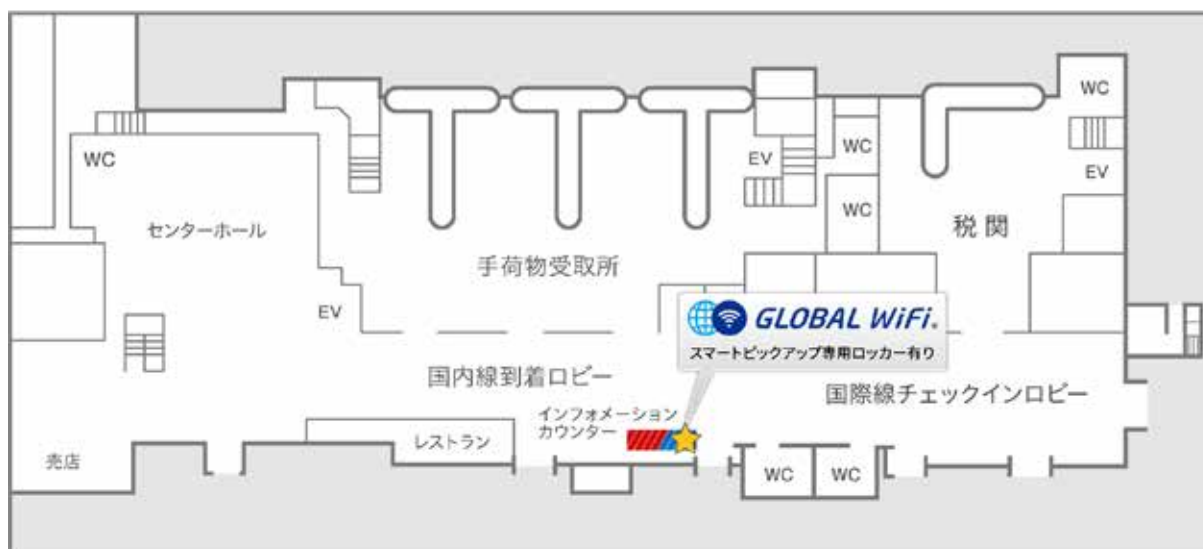 WC
WC
EV
WC
EV
WC
WC
センターホール
税関
手荷物受取所
EV
GLOBAL WiFi®
スマートピックアップ専用ロッカー有り
国内線到着ロビー
国際線チェックインロビー
インフォメーション
カウンター
レストラン
売店
WC
WC